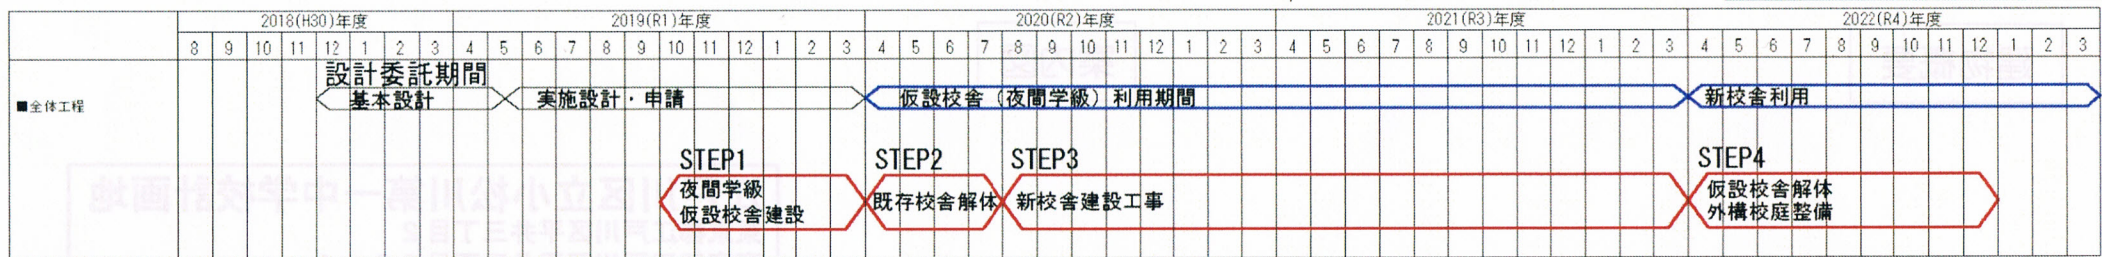 2018(H30)年度 2019(R1)年度 2020(R2)年度 2021(R3)年度 2022(R4)年度
8 9 10 11 12 1 2 3 4 5 6 7 8 9 10 11 12 1 2 3 4 5 6 7 8 9 10 11 12 1 2 3 4 5 6 7 8 9 10 11 12 1 2 3 4 5 6 7 8 9 10 11 12 1 2 3
設計委託期間
■全体工程 基本設計 実施設計・申請 仮設校舎(夜間学級)利用期間 新校舎利用
STEP1 STEP2 STEP3 STEP4
夜間学級
仮設校舎建設
既存校舎解体
新校舎建設工事
仮設校舎解体
外構校庭整備